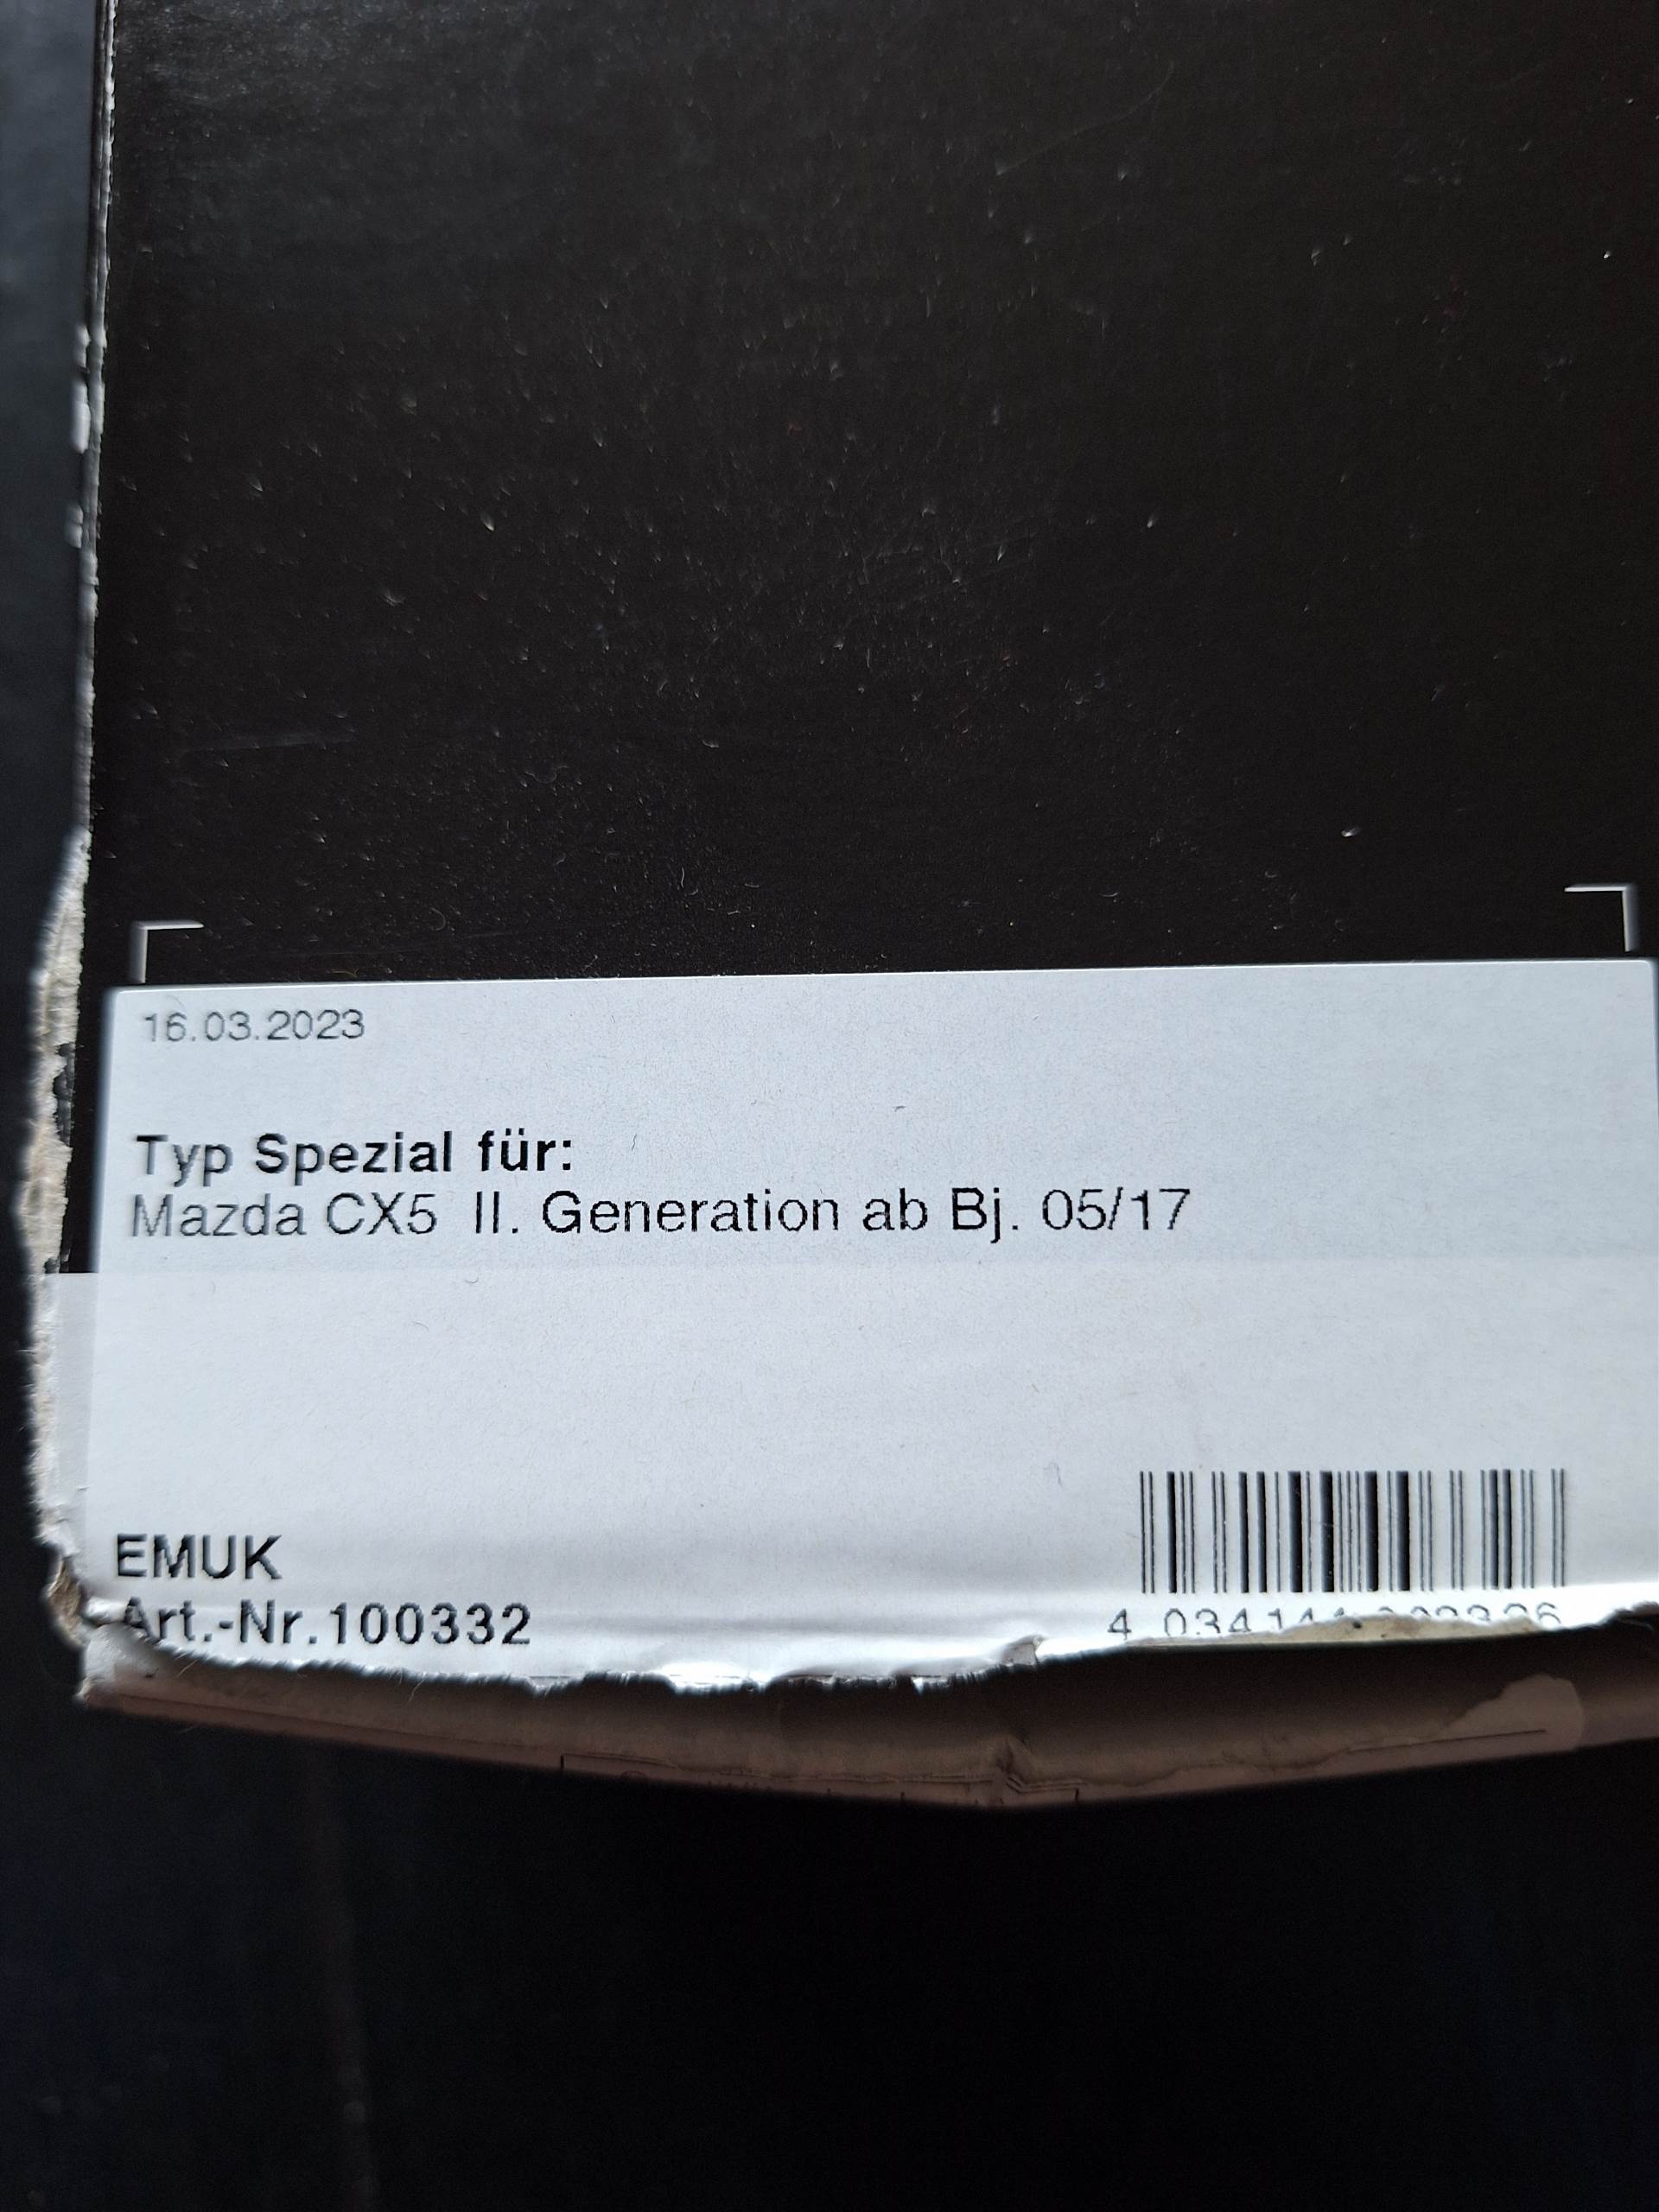 16.03.2023
Typ Spezial für:
Mazda CX5 II. Generation ab Bj. 05/17
EMUK
Art.-Nr.100332